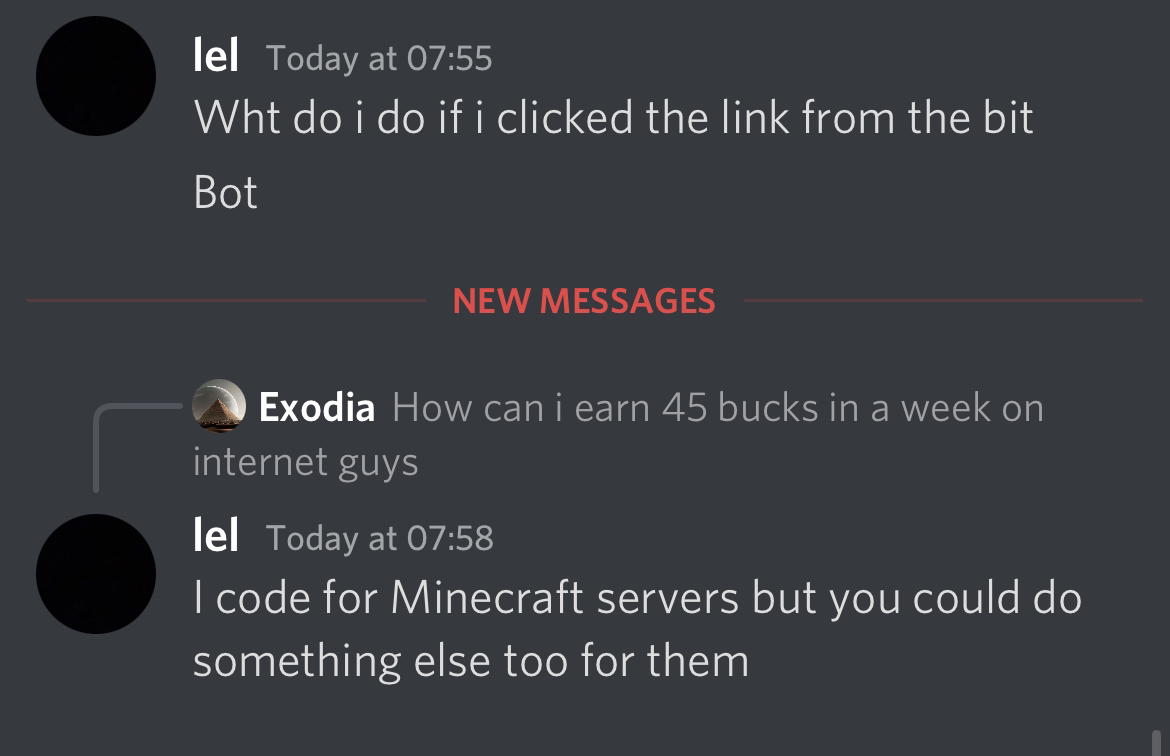 lel Today at 07:55
Wht do i do if i clicked the link from the bit
Bot
NEW MESSAGES
Exodia How can i earn 45 bucks in a week on
internet guys
lel Today at 07:58
I code for Minecraft servers but you could do
something else too for them